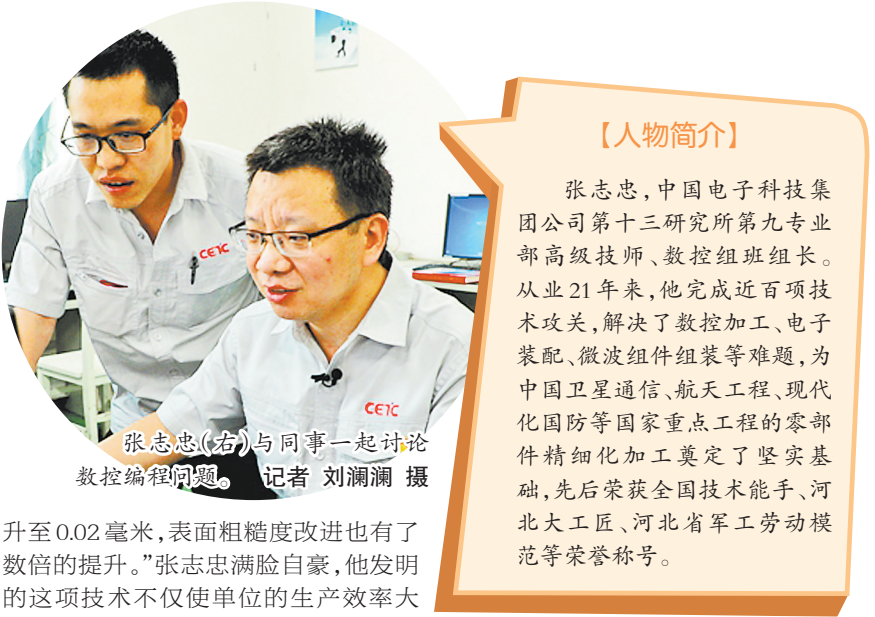 CETC
CETC
张志忠(右)与同事一起讨论
数控编程问题。 记者 刘澜澜 摄
升至0.02毫米,表面粗糙度改进也有了
数倍的提升。”张志忠满脸自豪,他发明
的这项技术不仅使单位的生产效率大
【人物简介】
张志忠,中国电子科技集
团公司第十三研究所第九专业
部高级技师、数控组班组长。
从业21年来,他完成近百项技
术攻关,解决了数控加工、电子
装配、微波组件组装等难题,为
中国卫星通信、航天工程、现代
化国防等国家重点工程的零部
件精细化加工奠定了坚实基
础,先后荣获全国技术能手、河
北大工匠、河北省军工劳动模
范等荣誉称号。